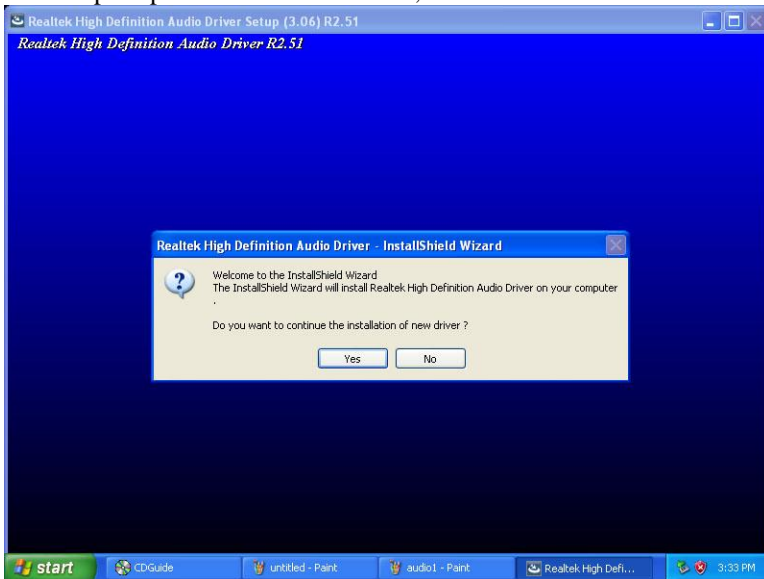 Realtek High Definition Audio Driver Setup (3.06) R2.51
Realtek High Definition Audio Driver R2.51
Realtek High Definition Audio Driver - InstallShield Wizard
Welcome to the InstallShield Wizard
The InstallShield Wizard will install Realtek High Definition Audio Driver on your computer
.
Do you want to continue the installation of new driver ?
Yes No
start CDGuide untitled - Paint audio1 - Paint Realtek High Defi... 3:33 PM